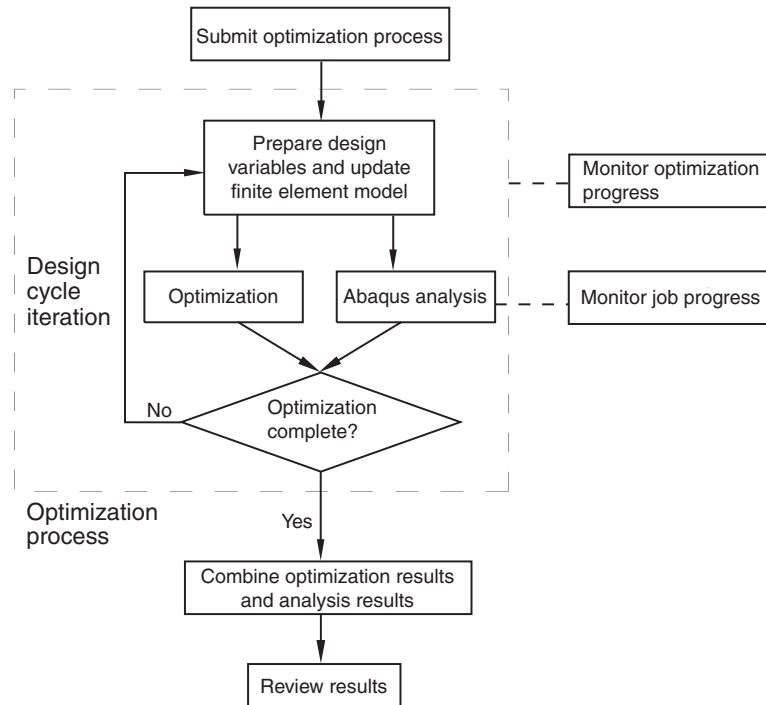 Submit optimization process
Prepare design
variables and update
finite element model
Monitor optimization
progress
Design
cycle
iteration
Optimization
Abaqus analysis
Monitor job progress
No
Optimization
complete?
Optimization
process
Yes
Combine optimization results
and analysis results
Review results